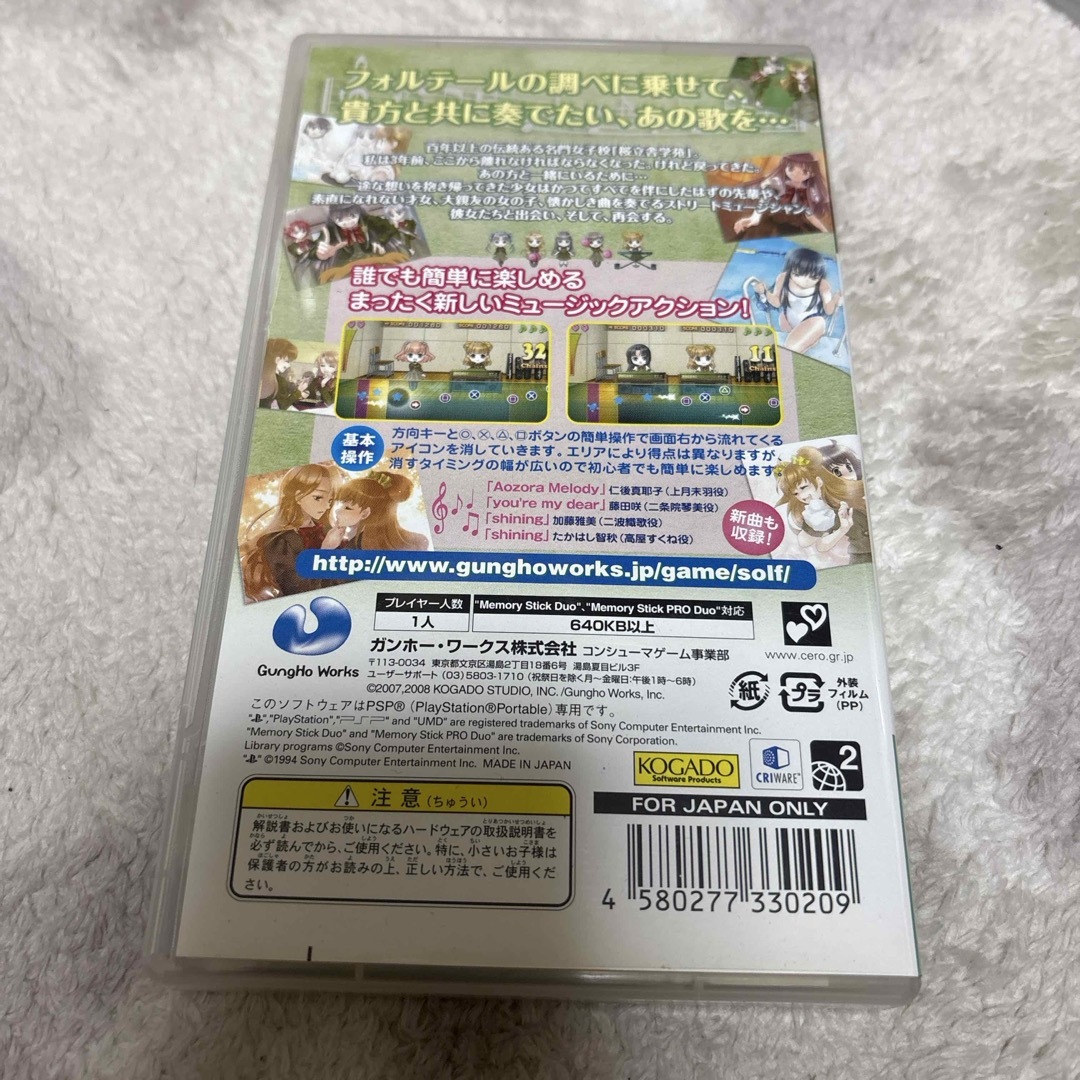 フォルテールの調べに乗せて、
貴方と共に奏でたい、あの歌を…
百年以上の伝統ある名門女子校「桜立舎学苑」。
私は3年前、ここから離れなければならなくなった。けれど戻ってきた。
あの方と一緒にいるために…
一途な想いを抱き帰ってきた少女はかつてすべてを伴にしたはずの先輩や、
素直になれない才女、大親友の女の子、懐かしき曲を奏でるストリートミュージシャン。
彼女たちと出会い、そして、再会する。
誰でも簡単に楽しめる
まったく新しいミュージックアクション!
SCORE 001280
001280
32
Chains
SCORE 000310
000310
11
Chains
基本
操作
方向キーと○、×、△、□ボタンの簡単操作で画面右から流れてくる
アイコンを消していきます。エリアにより得点は異なりますが、
消すタイミングの幅が広いので初心者でも簡単に楽しめます。
「Aozora Melody」仁後真耶子(上月末羽役)
「you're my dear」藤田咲(二条院琴美役)
「shining」加藤雅美(二波織歌役)
「shining」たかはし智秋(高屋すくね役)
新曲も
収録!
http://www.gunghoworks.jp/game/solf/
GungHo Works
プレイヤー人数
1人
"Memory Stick Duo"、"Memory Stick PRO Duo"対応
640KB以上
ガンホー・ワークス株式会社 コンシューマゲーム事業部
〒113-0034 東京都文京区湯島2丁目18番6号 湯島夏目ビル3F
ユーザーサポート (03)5803-1710 (祝祭日を除く月〜金曜日:午後1時〜6時)
©2007,2008 KOGADO STUDIO, INC. /Gungho Works, Inc.
www.cero.gr.jp
紙
プラ
外装
フィルム
(PP)
このソフトウェアはPSP®(PlayStation®Portable)専用です。
" ","PlayStation","PSP" and "UMD" are registered trademarks of Sony Computer Entertainment Inc.
"Memory Stick Duo" and "Memory Stick PRO Duo" are trademarks of Sony Corporation.
Library programs ©Sony Computer Entertainment Inc.
" "©1994 Sony Computer Entertainment Inc. MADE IN JAPAN
KOGADO
Software Products
CRIWARE™
2
FOR JAPAN ONLY
注意(ちゅうい)
解説書およびお使いになるハードウェアの取扱説明書を
必ず読んでから、ご使用ください。特に、小さいお子様は
保護者の方がお読みの上、正しい方法で、ご使用くだ
さい。
4 580277 330209